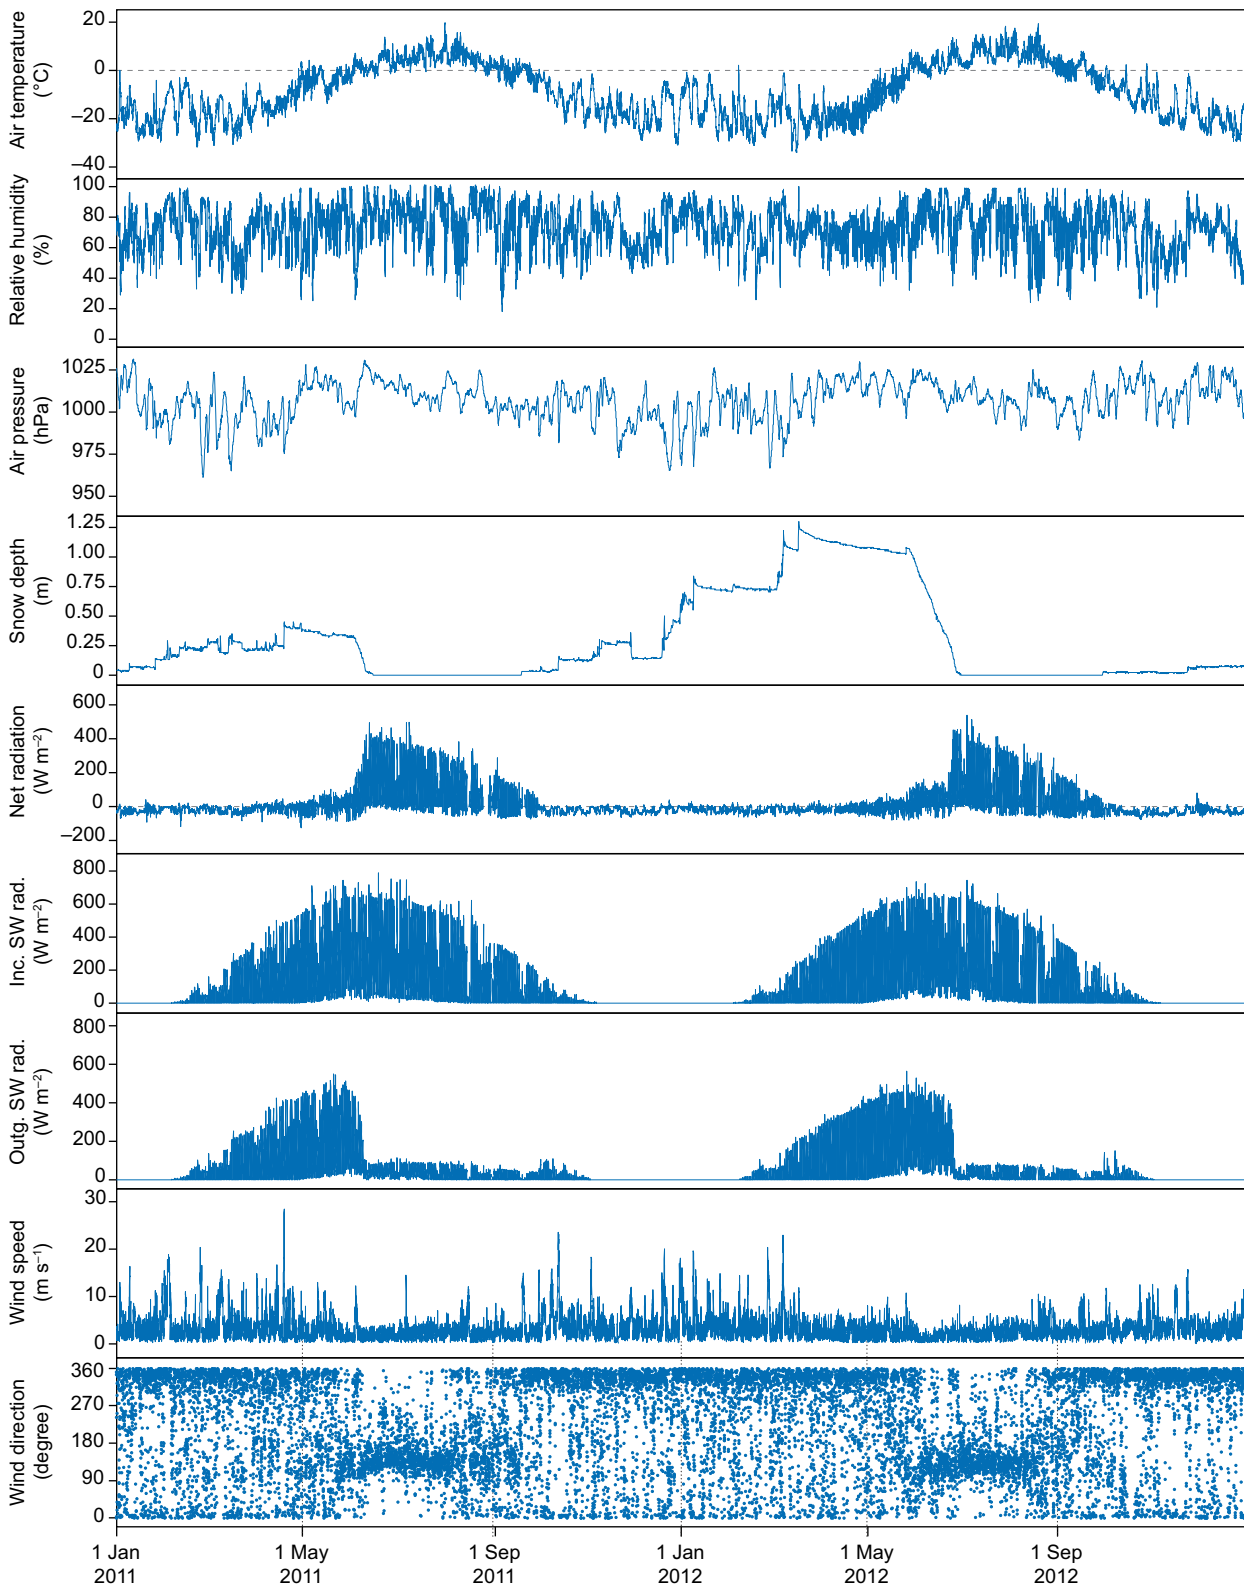 Air temperature
(°C)
20
0
–20
–40
Relative humidity
(%)
100
80
60
40
20
0
Air pressure
(hPa)
1025
1000
975
950
Snow depth
(m)
1.25
1.00
0.75
0.50
0.25
0
Net radiation
(W m–2)
600
400
200
0
–200
Inc. SW rad.
(W m–2)
800
600
400
200
0
Outg. SW rad.
(W m–2)
800
600
400
200
0
Wind speed
(m s–1)
30
20
10
0
Wind direction
(degree)
360
270
180
90
0
1 Jan
2011
1 May
2011
1 Sep
2011
1 Jan
2012
1 May
2012
1 Sep
2012